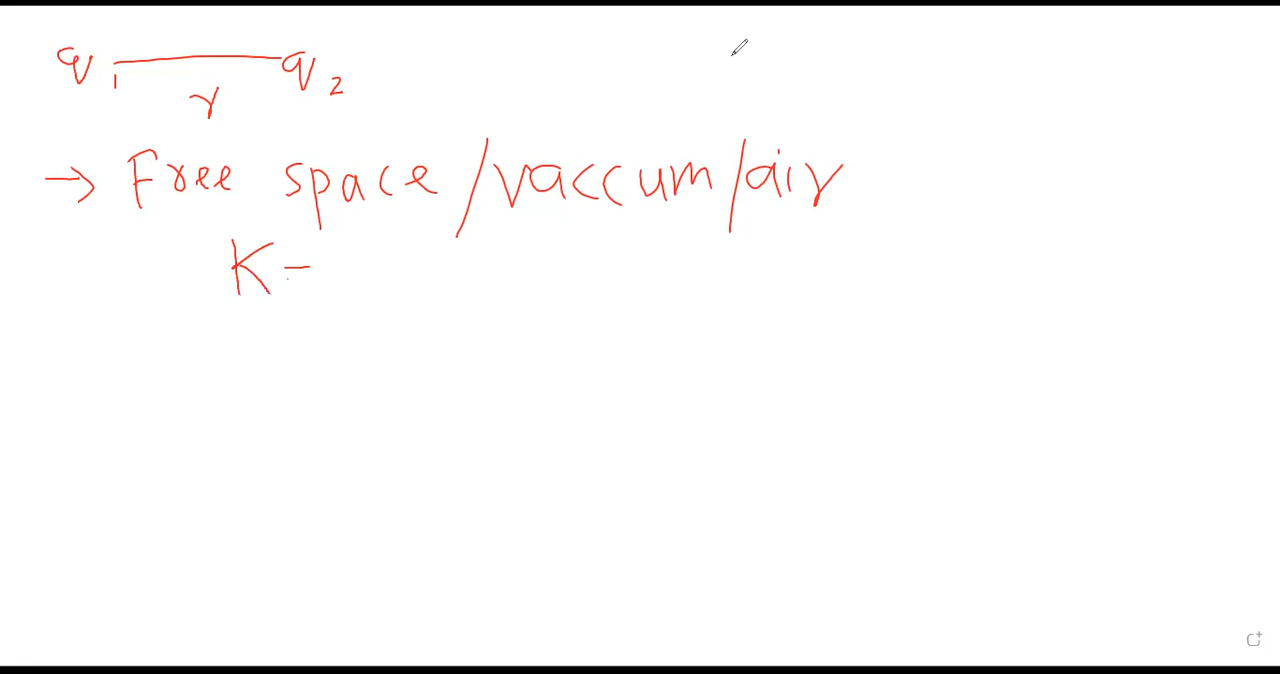 q1 q2
r
→ Free space/vaccum/air
K -